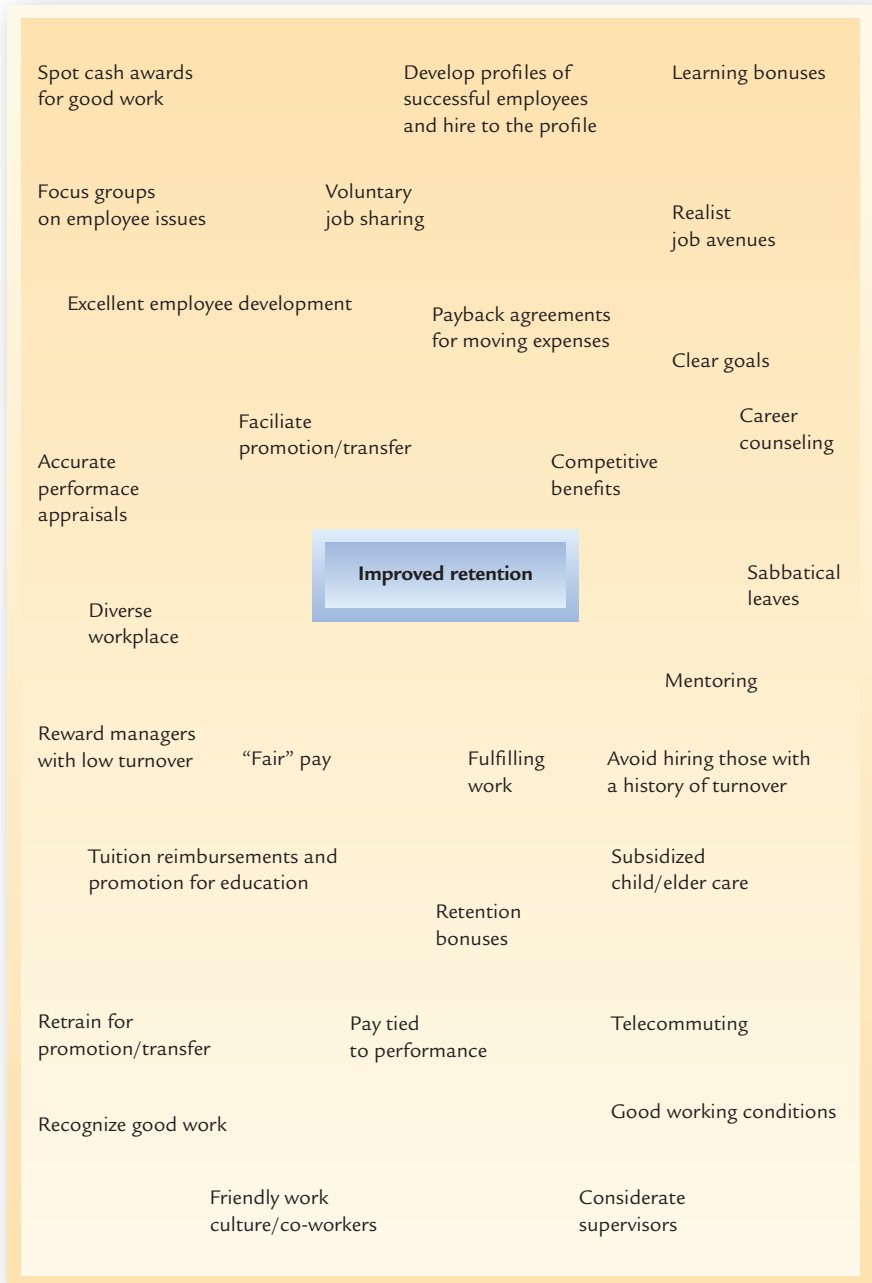 Spot cash awards
for good work
Develop profiles of
successful employees
and hire to the profile
Learning bonuses
Focus groups
on employee issues
Voluntary
job sharing
Realist
job avenues
Excellent employee development
Payback agreements
for moving expenses
Clear goals
Faciliate
promotion/transfer
Career
counseling
Accurate
performace
appraisals
Competitive
benefits
Improved retention
Sabbatical
leaves
Diverse
workplace
Mentoring
Reward managers
with low turnover
“Fair” pay
Fulfilling
work
Avoid hiring those with
a history of turnover
Tuition reimbursements and
promotion for education
Subsidized
child/elder care
Retention
bonuses
Retrain for
promotion/transfer
Pay tied
to performance
Telecommuting
Recognize good work
Good working conditions
Friendly work
culture/co-workers
Considerate
supervisors